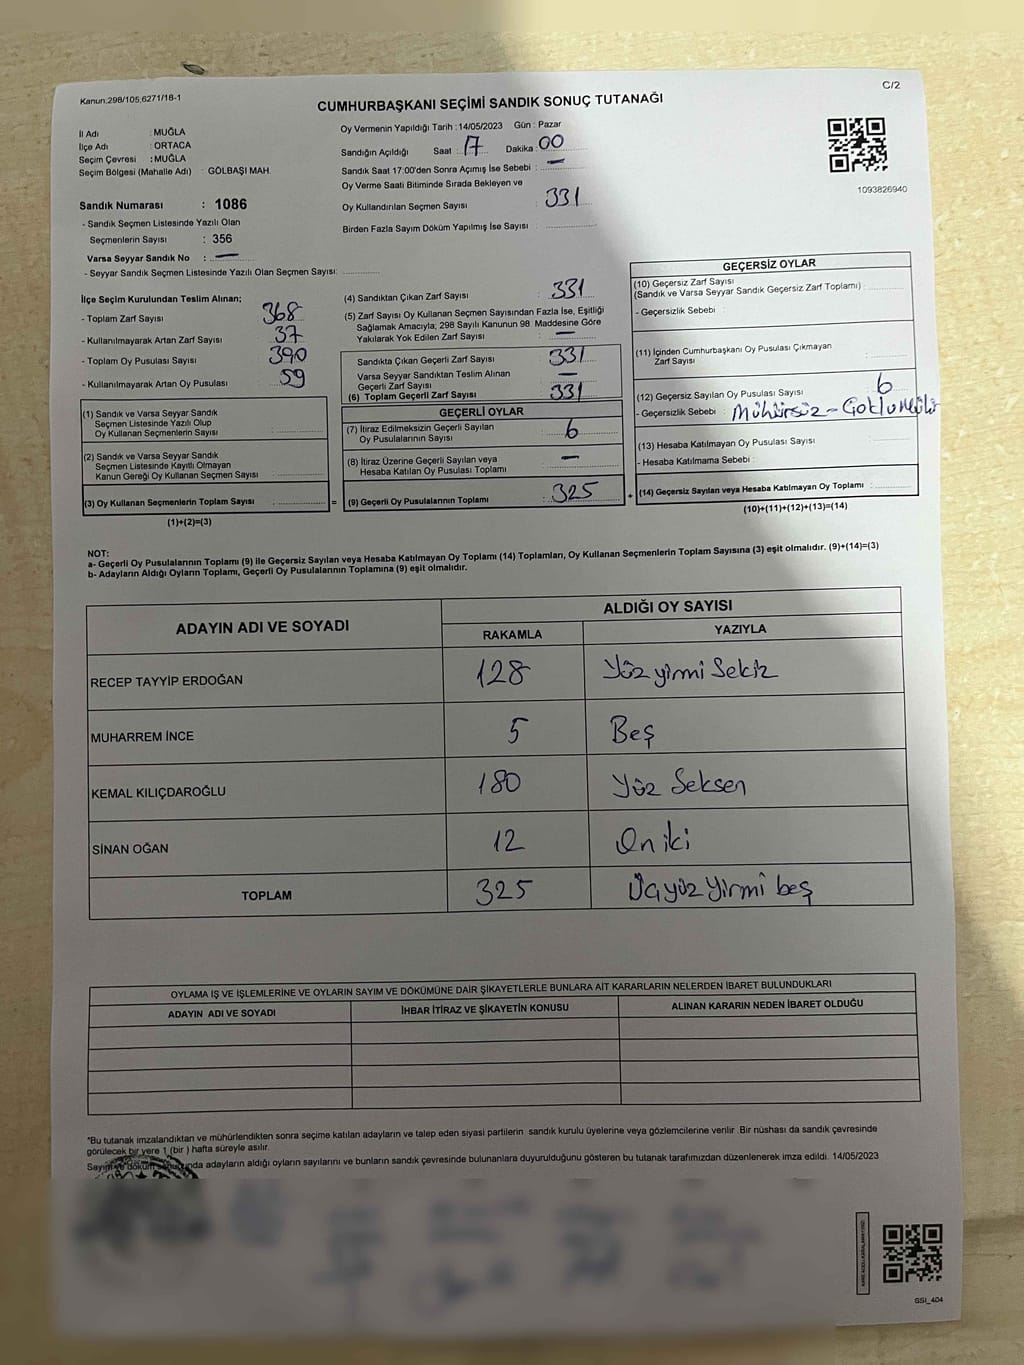 Kanun:298/105;6271/18-1
C/2
CUMHURBAŞKANI SEÇİMİ SANDIK SONUÇ TUTANAĞI
İl Adı : MUĞLA
İlçe Adı : ORTACA
Seçim Çevresi : MUĞLA
Seçim Bölgesi (Mahalle Adı) : GÖLBAŞI MAH.
Sandık Numarası : 1086
- Sandık Seçmen Listesinde Yazılı Olan
Seçmenlerin Sayısı : 356
Varsa Seyyar Sandık No : —
- Seyyar Sandık Seçmen Listesinde Yazılı Olan Seçmen Sayısı:
Oy Vermenin Yapıldığı Tarih :14/05/2023 Gün : Pazar
Sandığın Açıldığı Saat : 17 Dakika : 00
Sandık Saat 17:00'den Sonra Açımış İse Sebebi : —
Oy Verme Saati Bitiminde Sırada Bekleyen ve
Oy Kullandırılan Seçmen Sayısı : 331
Birden Fazla Sayım Döküm Yapılmış İse Sayısı :
1093826940
İlçe Seçim Kurulundan Teslim Alınan;
- Toplam Zarf Sayısı : 368
- Kullanılmayarak Artan Zarf Sayısı : 37
- Toplam Oy Pusulası Sayısı : 390
- Kullanılmayarak Artan Oy Pusulası : 59
(1) Sandık ve Varsa Seyyar Sandık
Seçmen Listesinde Yazılı Olup
Oy Kullanan Seçmenlerin Sayısı :
(2) Sandık ve Varsa Seyyar Sandık
Seçmen Listesinde Kayıtlı Olmayan
Kanun Gereği Oy Kullanan Seçmen Sayısı :
(3) Oy Kullanan Seçmenlerin Toplam Sayısı :
(1)+(2)=(3)
(4) Sandıktan Çıkan Zarf Sayısı : 331
(5) Zarf Sayısı Oy Kullanan Seçmen Sayısından Fazla İse, Eşitliği
Sağlamak Amacıyla; 298 Sayılı Kanunun 98. Maddesine Göre
Yakılarak Yok Edilen Zarf Sayısı : —
Sandıkta Çıkan Geçerli Zarf Sayısı : 331
Varsa Seyyar Sandıktan Teslim Alınan
Geçerli Zarf Sayısı : —
(6) Toplam Geçerli Zarf Sayısı : 331
GEÇERLİ OYLAR
(7) İtiraz Edilmeksizin Geçerli Sayılan
Oy Pusulalarının Sayısı : 6
(8) İtiraz Üzerine Geçerli Sayılan veya
Hesaba Katılan Oy Pusulası Toplamı : —
= (9) Geçerli Oy Pusulalarının Toplamı : 325
GEÇERSİZ OYLAR
(10) Geçersiz Zarf Sayısı
(Sandık ve Varsa Seyyar Sandık Geçersiz Zarf Toplamı) :
- Geçersizlik Sebebi :
(11) İçinden Cumhurbaşkanı Oy Pusulası Çıkmayan
Zarf Sayısı :
(12) Geçersiz Sayılan Oy Pusulası Sayısı : 6
- Geçersizlik Sebebi : Mühürsüz -
(13) Hesaba Katılmayan Oy Pusulası Sayısı :
- Hesaba Katılmama Sebebi :
+ (14) Geçersiz Sayılan veya Hesaba Katılmayan Oy Toplamı :
(10)+(11)+(12)+(13)=(14)
NOT:
a- Geçerli Oy Pusulalarının Toplamı (9) ile Geçersiz Sayılan veya Hesaba Katılmayan Oy Toplamı (14) Toplamları, Oy Kullanan Seçmenlerin Toplam Sayısına (3) eşit olmalıdır. (9)+(14)=(3)
b- Adayların Aldığı Oyların Toplamı, Geçerli Oy Pusulalarının Toplamına (9) eşit olmalıdır.
ADAYIN ADI VE SOYADI
ALDIĞI OY SAYISI
RAKAMLA YAZIYLA
RECEP TAYYİP ERDOĞAN 128 Yüz yirmi Sekiz
MUHARREM İNCE 5 Beş
KEMAL KILIÇDAROĞLU 180 Yüz Seksen
SİNAN OĞAN 12 On iki
TOPLAM 325 Üçyüz Yirmi beş
OYLAMA İŞ VE İŞLEMLERİNE VE OYLARIN SAYIM VE DÖKÜMÜNE DAİR ŞİKAYETLERLE BUNLARA AİT KARARLARIN NELERDEN İBARET BULUNDUKLARI
ADAYIN ADI VE SOYADI İHBAR İTİRAZ VE ŞİKAYETİN KONUSU ALINAN KARARIN NEDEN İBARET OLDUĞU
*Bu tutanak imzalandıktan ve mühürlendikten sonra seçime katılan adayların ve talep eden siyasi partilerin sandık kurulu üyelerine veya gözlemcilerine verilir .Bir nüshası da sandık çevresinde
görülecek bir yere 1 (bir ) hafta süreyle asılır.
Sayım ve döküm sonucunda adayların aldığı oyların sayılarını ve bunların sandık çevresinde bulunanlara duyurulduğunu gösteren bu tutanak tarafımızdan düzenlenerek imza edildi. 14/05/2023
GSI_404